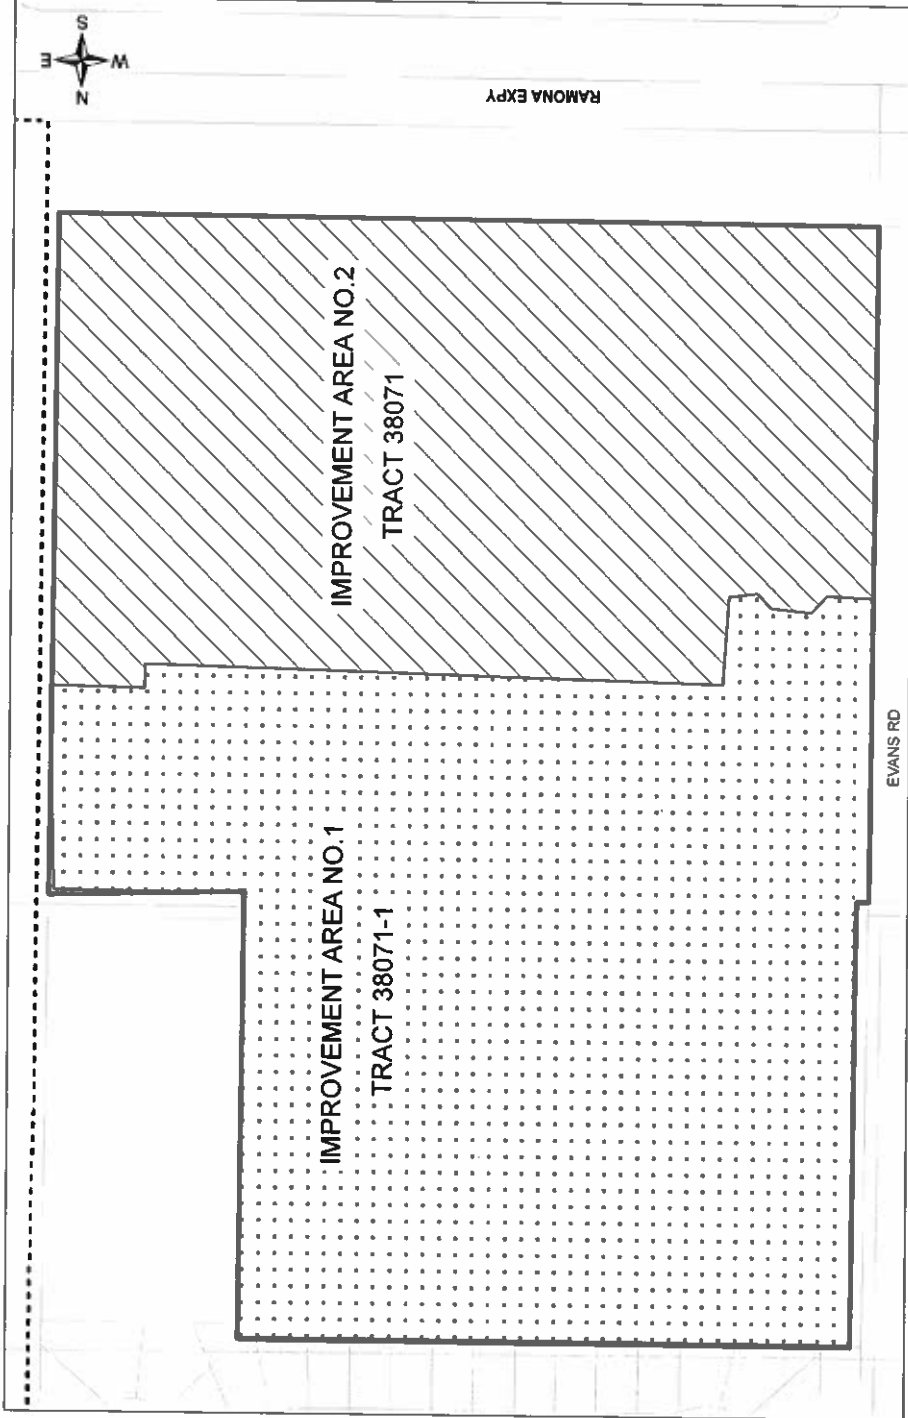 S
E
W
N
RAMONA EXPY
IMPROVEMENT AREA NO.2
TRACT 38071
IMPROVEMENT AREA NO.1
TRACT 38071-1
EVANS RD